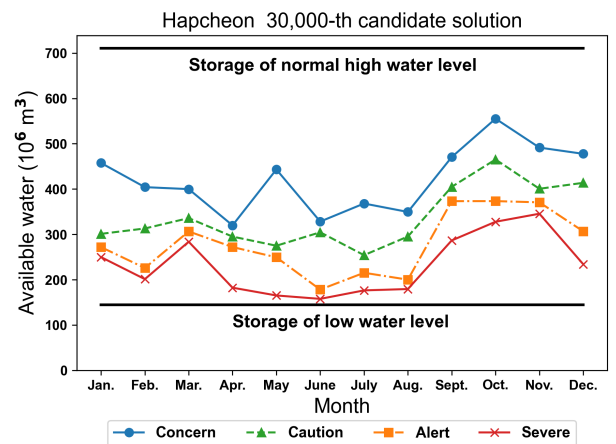 Hapcheon 30,000-th candidate solution
Available water (10⁶ m³)
700
600
500
400
300
200
100
0
Storage of normal high water level
Storage of low water level
Jan. Feb. Mar. Apr. May June July Aug. Sept. Oct. Nov. Dec.
Month
Concern Caution Alert Severe